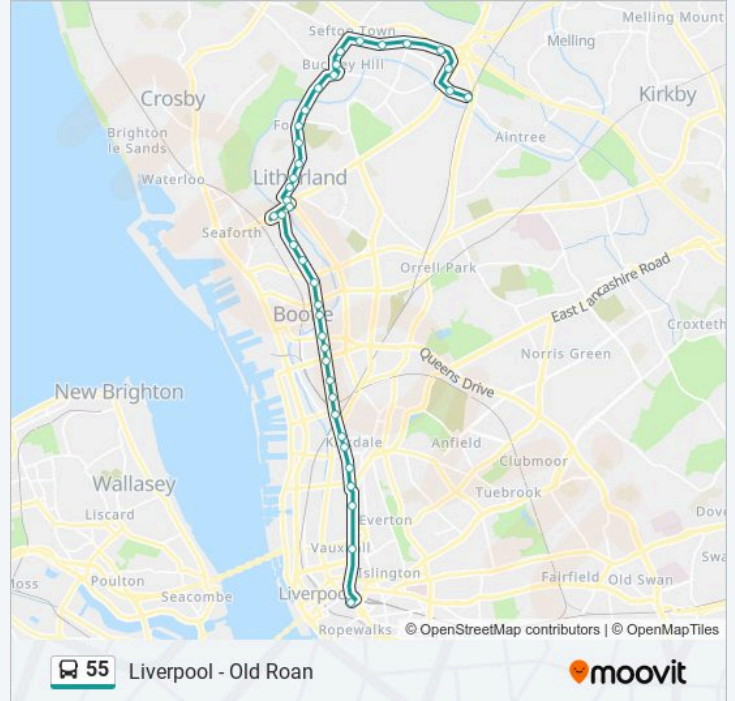 Sefton Town
Melling Mount
Melling
Buckley Hill
Crosby
Kirkby
Brighton
le Sands
Fo
Aintree
Waterloo
Litherland
Seaforth
Orrell Park
East Lancashire Road
Bootle
Croxteth
Norris Green
Queens Drive
New Brighton
Kirkdale
Anfield
Clubmoor
Wallasey
Tuebrook
Liscard
Everton
Dove
Vauxhall
Swa
Moss
Poulton
Islington
Fairfield
Old Swan
Seacombe
Liverpool
Ropewalks
© OpenStreetMap contributors | © OpenMapTiles
55 Liverpool - Old Roan
moovit